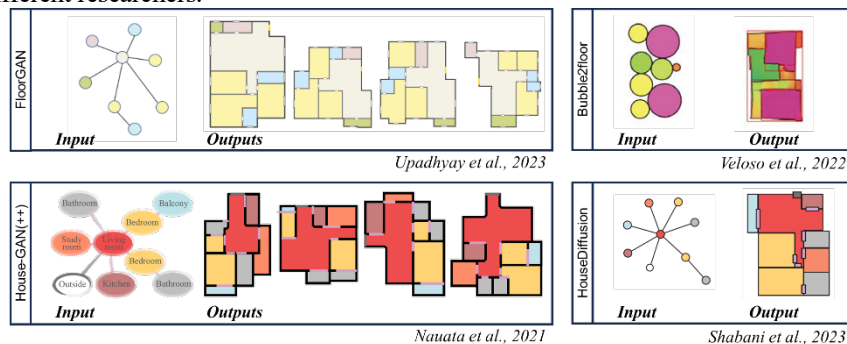 fferent researchers.
FloorGAN
Input
Outputs
Upadhyay et al., 2023
Bubble2floor
Input
Output
Veloso et al., 2022
House-GAN(++)
Bathroom
Balcony
Bedroom
Study
room
Living
room
Bedroom
Outside
Kitchen
Bathroom
Input
Outputs
Nauata et al., 2021
HouseDiffusion
Input
Output
Shabani et al., 2023